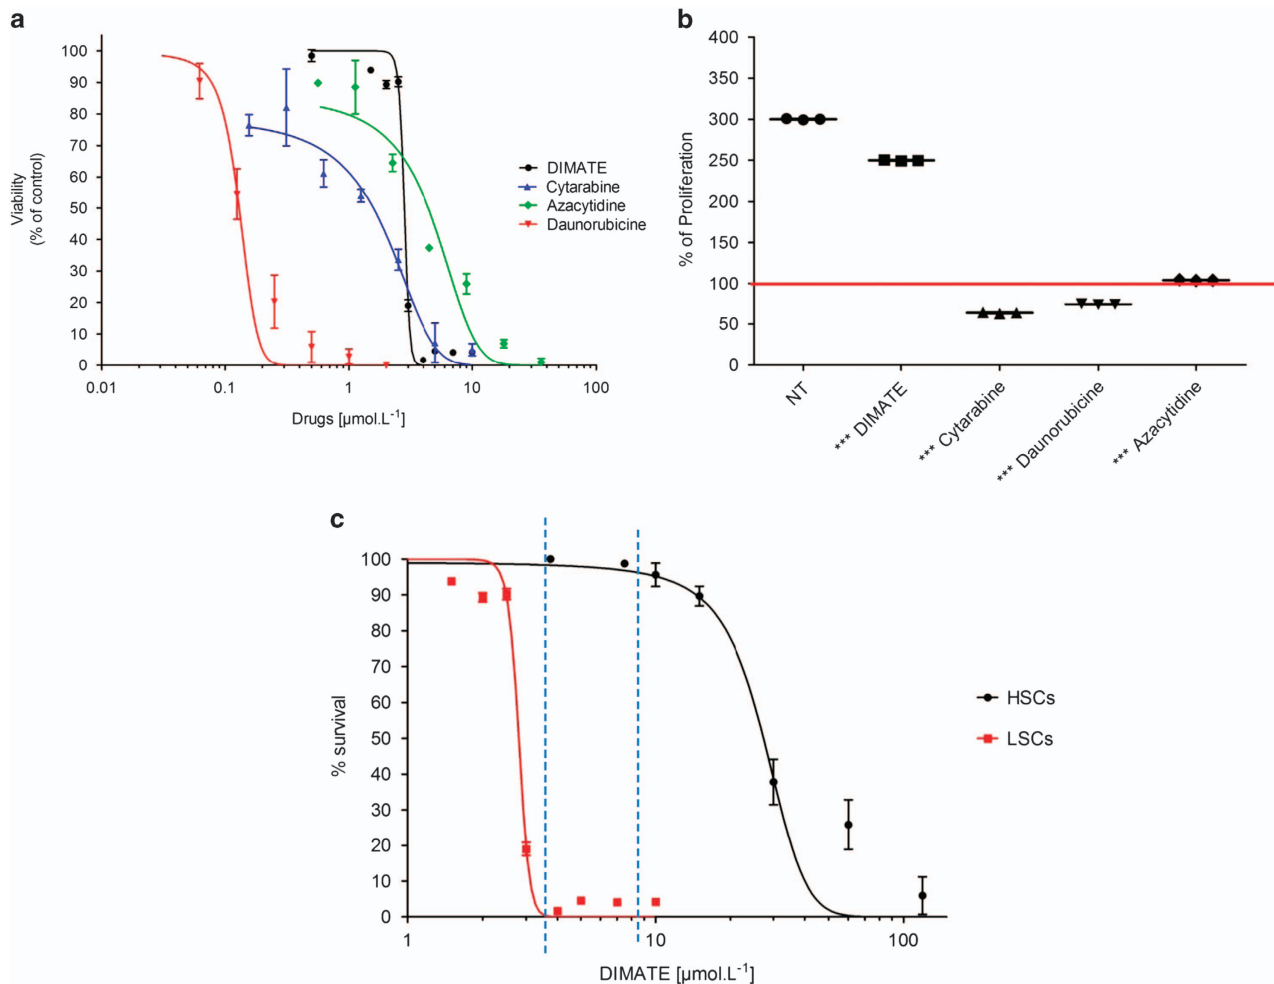 a
100
90
80
70
60
50
40
30
20
10
0
Viability
(% of control)
0.01
0.1
1
10
100
Drugs [µmol.L-1]
DIMATE
Cytarabine
Azacytidine
Daunorubicine
b
400
350
300
250
200
150
100
50
0
% of Proliferation
NT
*** DIMATE
*** Cytarabine
*** Daunorubicine
*** Azacytidine
c
100
90
80
70
60
50
40
30
20
10
0
% survival
1
10
100
DIMATE [µmol.L-1]
HSCs
LSCs